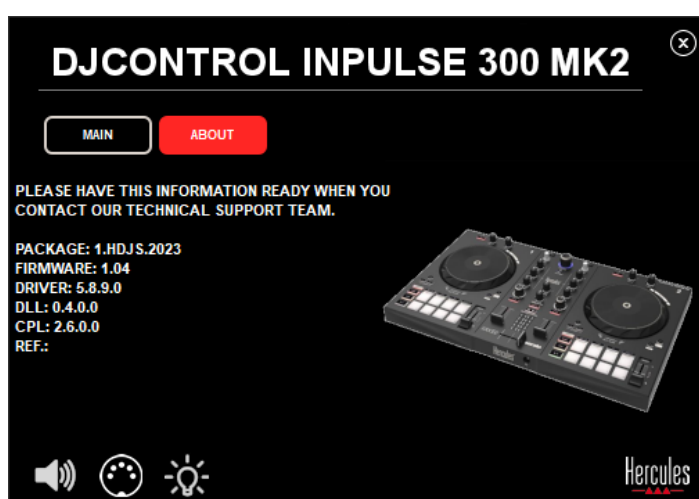 DJCONTROL INPULSE 300 MK2
MAIN
ABOUT
PLEASE HAVE THIS INFORMATION READY WHEN YOU
CONTACT OUR TECHNICAL SUPPORT TEAM.
PACKAGE: 1.HDJS.2023
FIRMWARE: 1.04
DRIVER: 5.8.9.0
DLL: 0.4.0.0
CPL: 2.6.0.0
REF.:
Hercules
Hercules